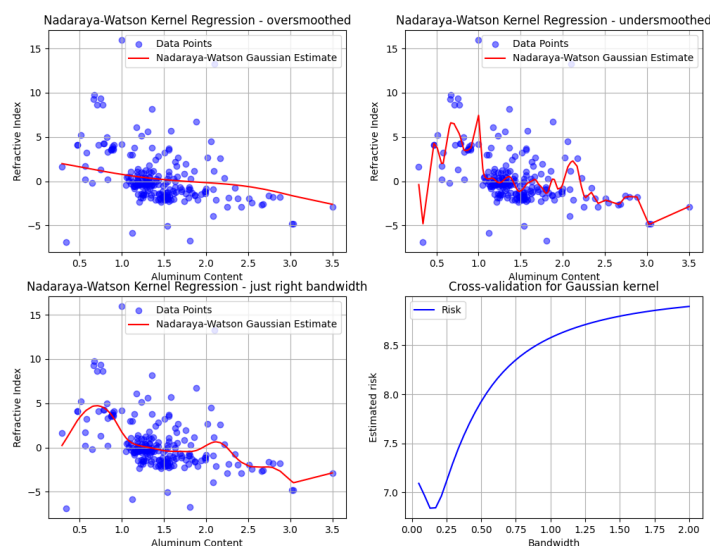 Nadaraya-Watson Kernel Regression - oversmoothed
Data Points
Nadaraya-Watson Gaussian Estimate
Refractive Index
15
10
5
0
−5
0.5 1.0 1.5 2.0 2.5 3.0 3.5
Aluminum Content
Nadaraya-Watson Kernel Regression - undersmoothed
Data Points
Nadaraya-Watson Gaussian Estimate
Refractive Index
15
10
5
0
−5
0.5 1.0 1.5 2.0 2.5 3.0 3.5
Aluminum Content
Nadaraya-Watson Kernel Regression - just right bandwidth
Data Points
Nadaraya-Watson Gaussian Estimate
Refractive Index
15
10
5
0
−5
0.5 1.0 1.5 2.0 2.5 3.0 3.5
Aluminum Content
Cross-validation for Gaussian kernel
Risk
Estimated risk
8.5
8.0
7.5
7.0
0.00 0.25 0.50 0.75 1.00 1.25 1.50 1.75 2.00
Bandwidth